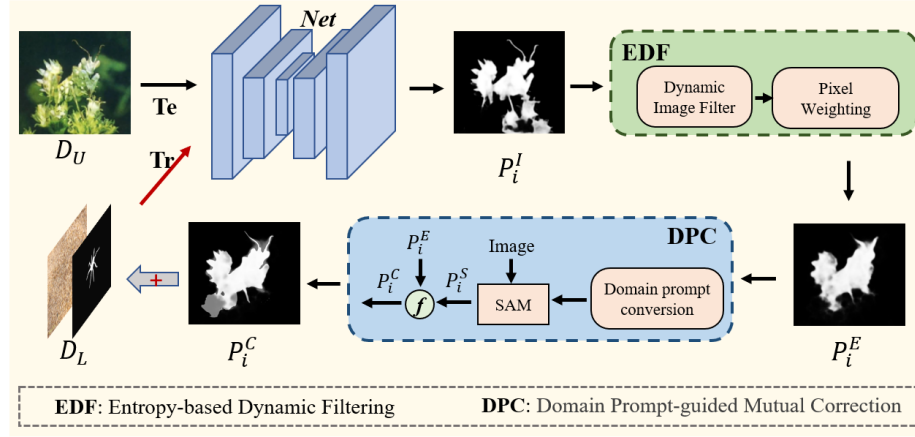 Net
EDF
Dynamic
Image Filter
Pixel
Weighting
Te
D_U
Tr
P_i^I
DPC
P_i^E
Image
P_i^C
P_i^S
f
SAM
Domain prompt
conversion
+
D_L
P_i^C
P_i^E
EDF: Entropy-based Dynamic Filtering
DPC: Domain Prompt-guided Mutual Correction